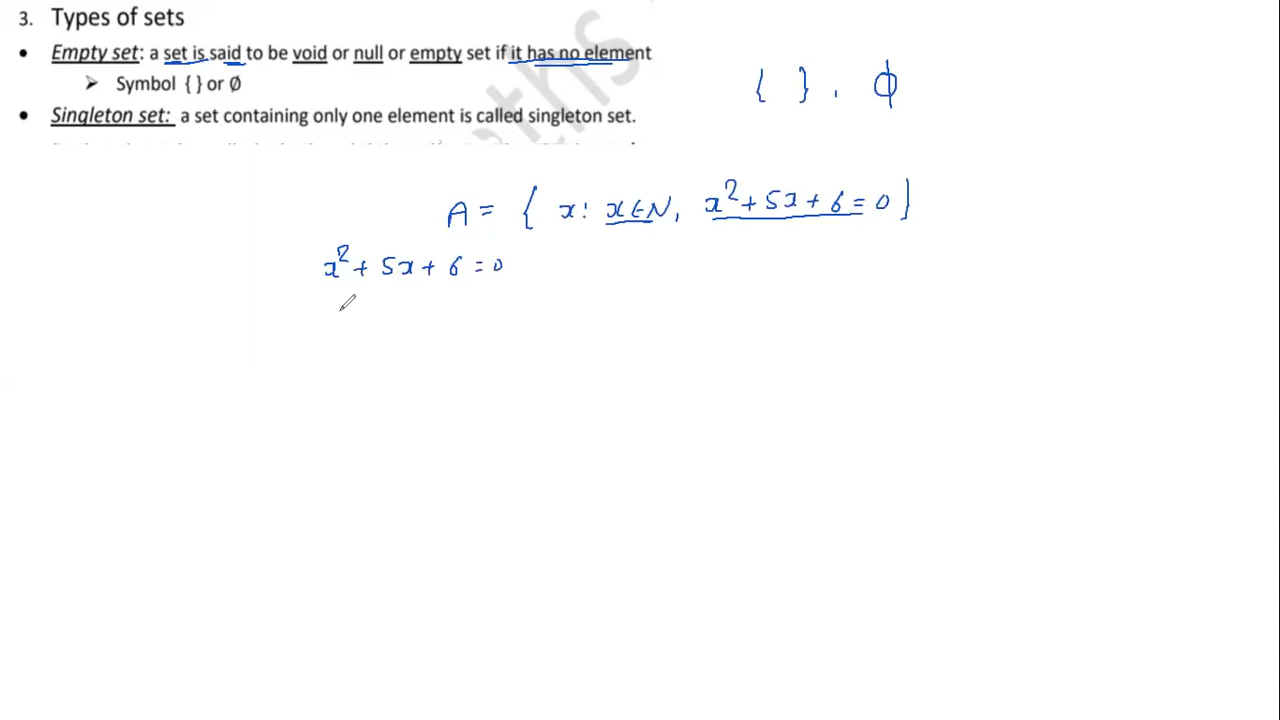 3. Types of sets
• Empty set: a set is said to be void or null or empty set if it has no element
➢ Symbol { } or ∅
{ } , ϕ
• Singleton set: a set containing only one element is called singleton set.
A = { x : x ∈ N, x² + 5x + 6 = 0 }
x² + 5x + 6 = 0